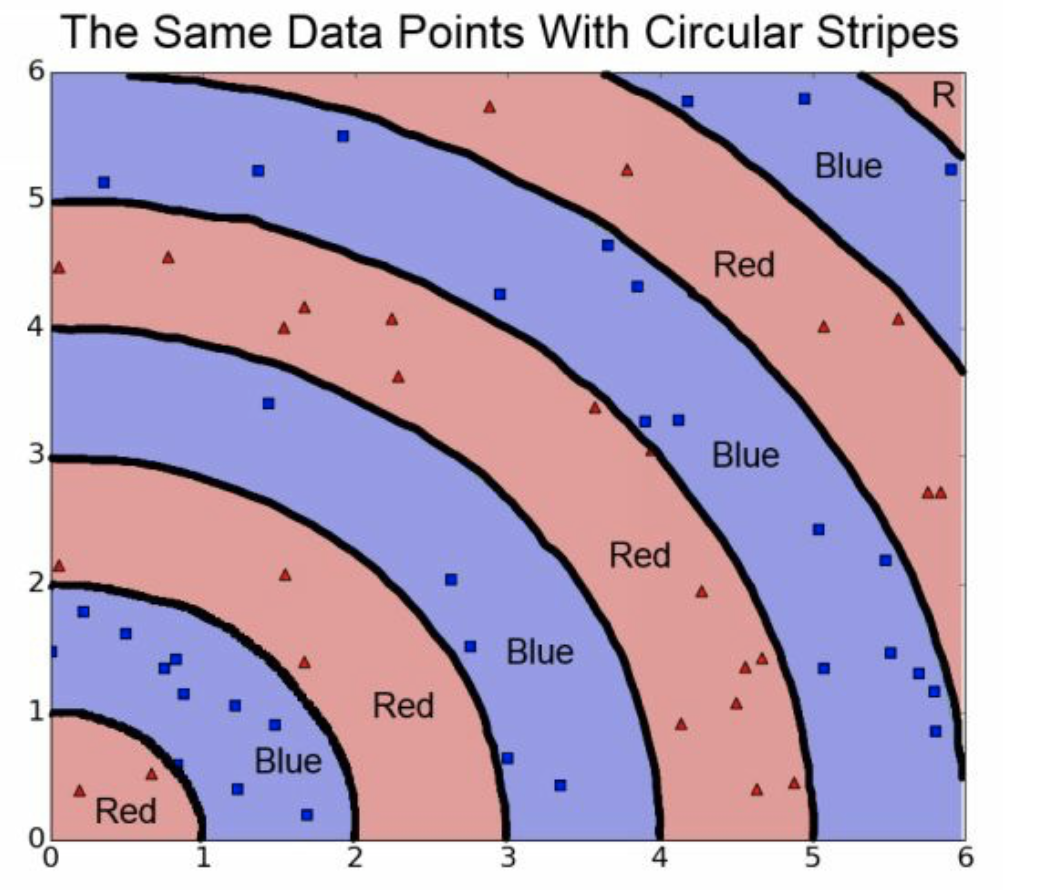 The Same Data Points With Circular Stripes
6
R
Blue
5
Red
4
Blue
3
Red
2
Blue
Red
1
Blue
Red
0
0 1 2 3 4 5 6